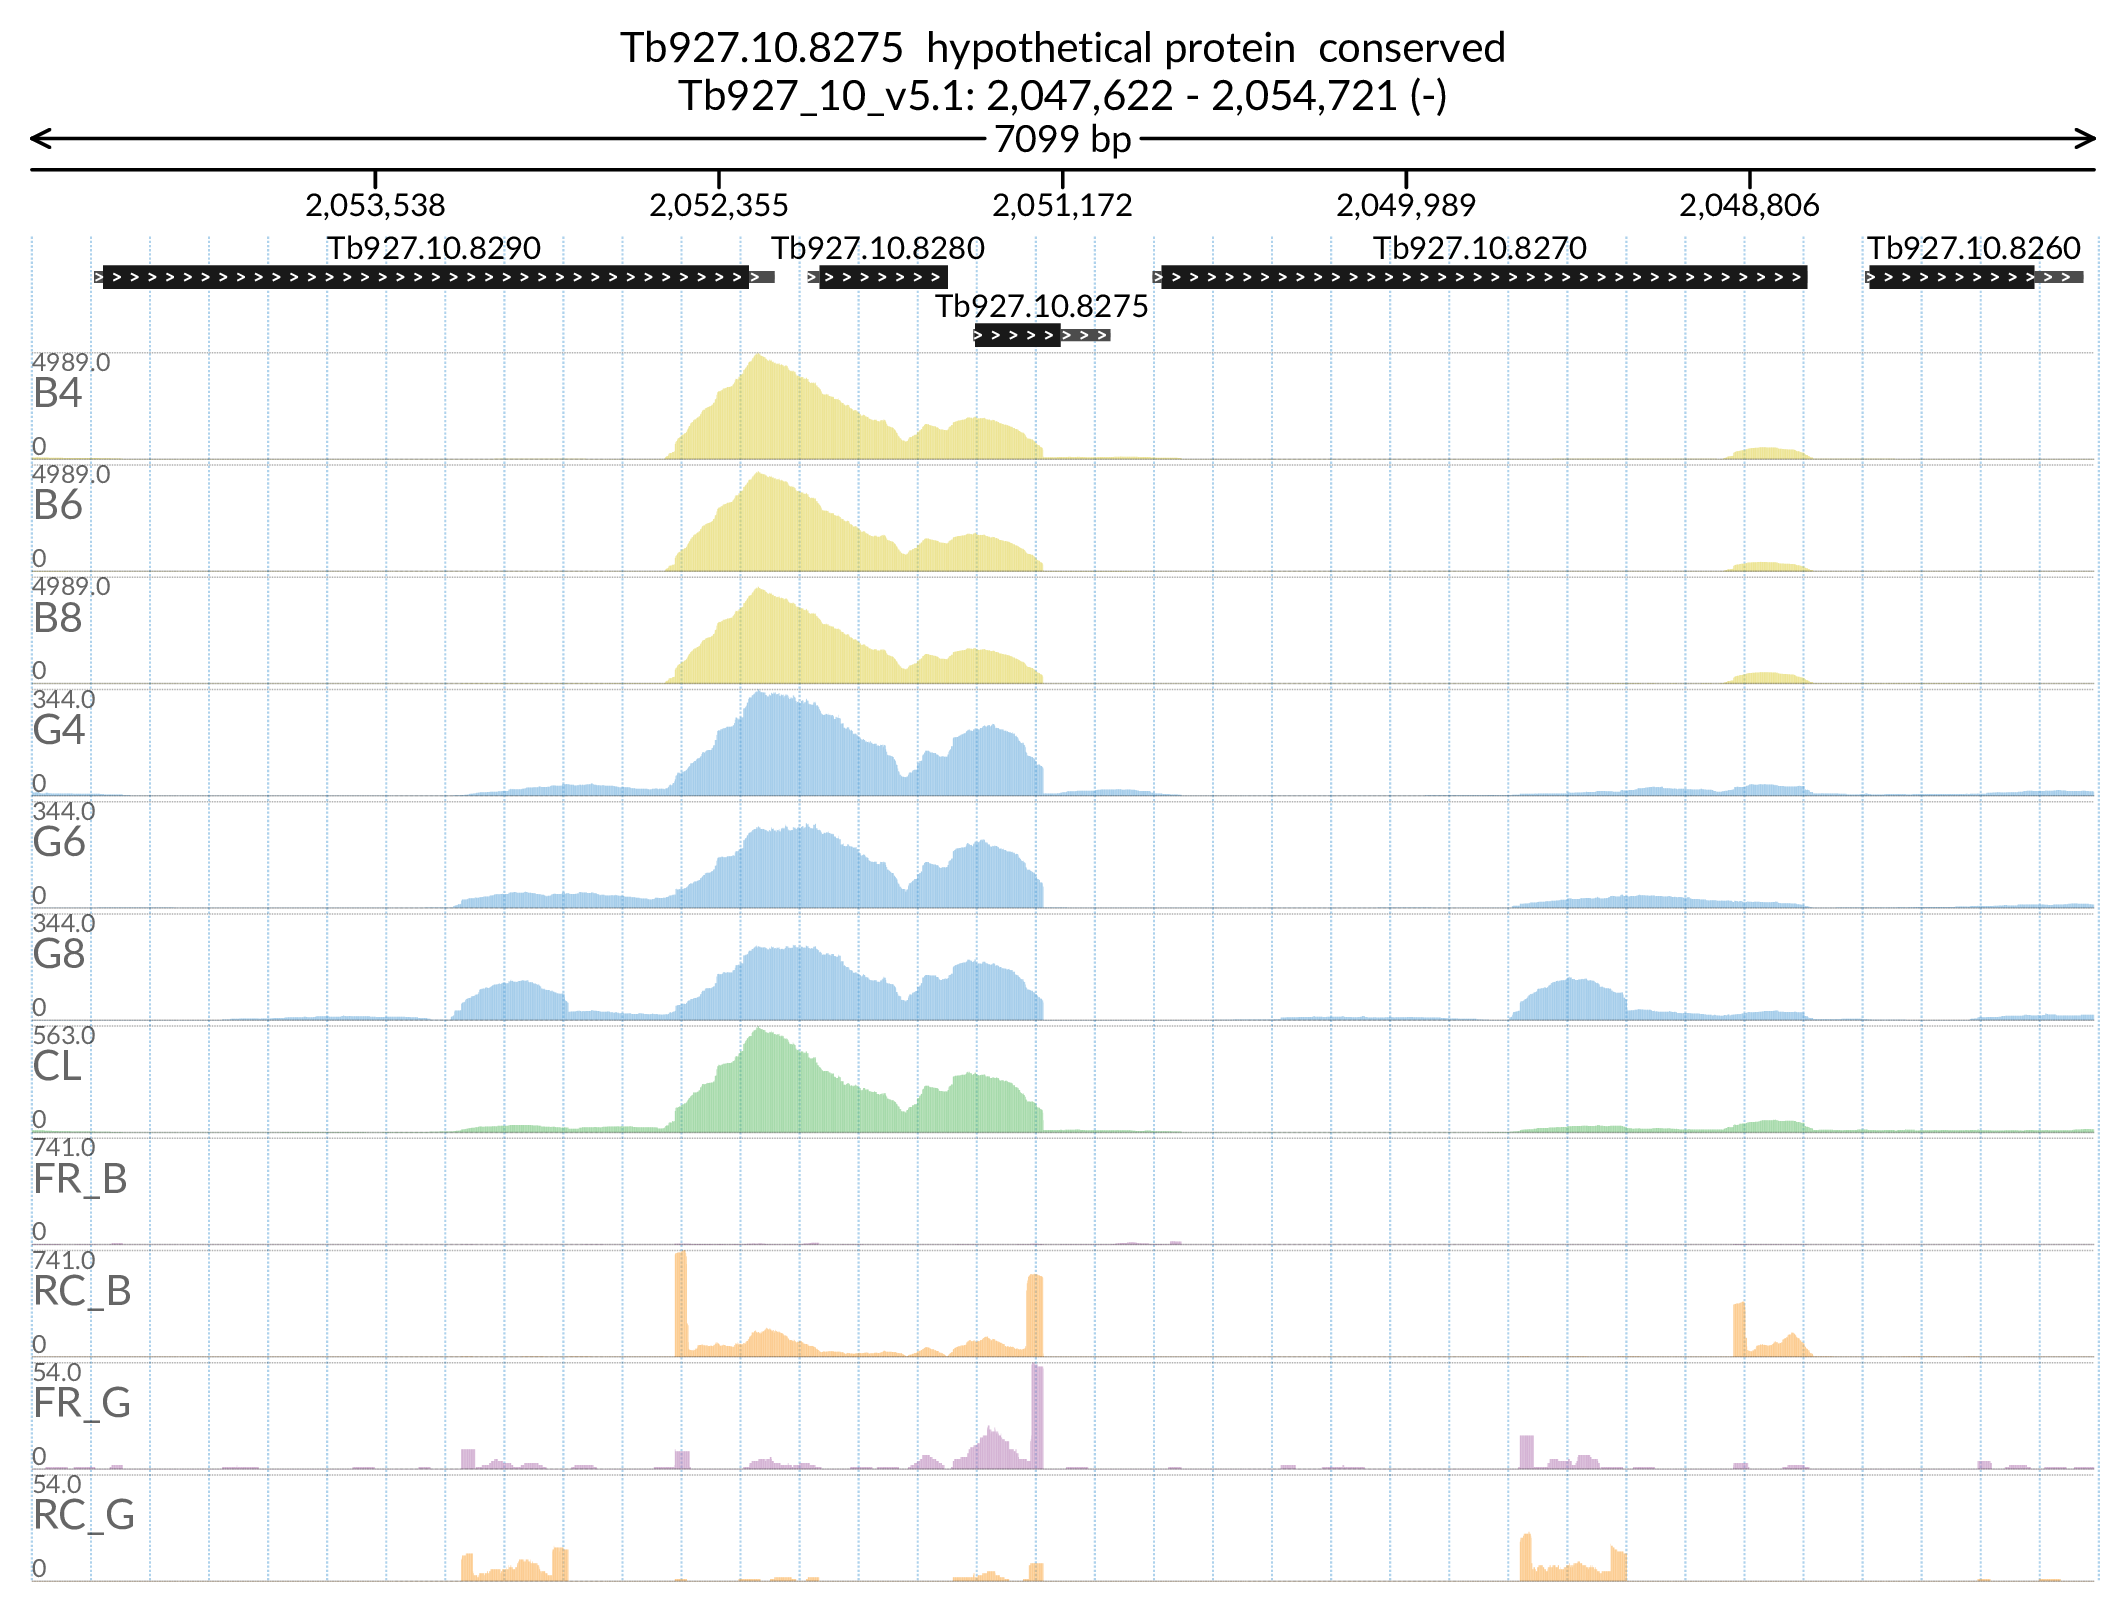 Tb927.10.8275  hypothetical protein  conserved
Tb927_10_v5.1: 2,047,622 - 2,054,721 (-)
7099 bp
2,053,538 2,052,355 2,051,172 2,049,989 2,048,806
Tb927.10.8290 Tb927.10.8280 Tb927.10.8270 Tb927.10.8260
Tb927.10.8275
4989.0
B4
0
4989.0
B6
0
4989.0
B8
0
344.0
G4
0
344.0
G6
0
344.0
G8
0
563.0
CL
0
741.0
FR_B
0
741.0
RC_B
0
54.0
FR_G
0
54.0
RC_G
0